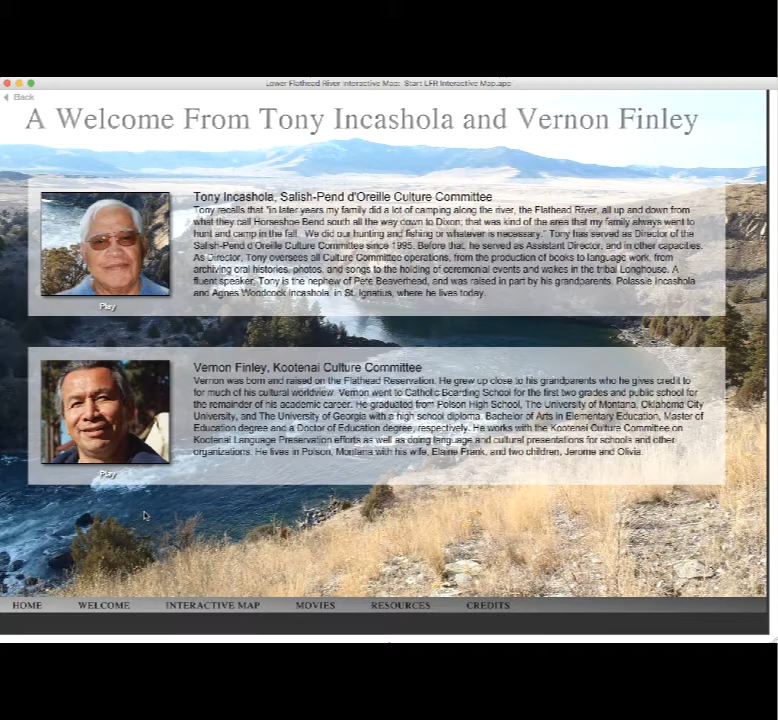 Lower Flathead River Interactive Map: Start LFR Interactive Map.app
Back
A Welcome From Tony Incashola and Vernon Finley
Tony Incashola, Salish-Pend d'Oreille Culture Committee
Tony recalls that "in later years my family did a lot of camping along the river, the Flathead River, all up and down from
what they call Horseshoe Bend south all the way down to Dixon; that was kind of the area that my family always went to
hunt and camp in the fall. We did our hunting and fishing or whatever is necessary." Tony has served as Director of the
Salish-Pend d'Oreille Culture Committee since 1995. Before that, he served as Assistant Director, and in other capacities.
As Director, Tony oversees all Culture Committee operations, from the production of books to language work, from
archiving oral histories, photos, and songs to the holding of ceremonial events and wakes in the tribal Longhouse. A
fluent speaker, Tony is the nephew of Pete Beaverhead, and was raised in part by his grandparents, Polassie Incashola
and Agnes Woodcock Incashola, in St. Ignatius, where he lives today.
Play
Vernon Finley, Kootenai Culture Committee
Vernon was born and raised on the Flathead Reservation. He grew up close to his grandparents who he gives credit to
for much of his cultural worldview. Vernon went to Catholic Boarding School for the first two grades and public school for
the remainder of his academic career. He graduated from Polson High School, The University of Montana, Oklahoma City
University, and The University of Georgia with a high school diploma, Bachelor of Arts in Elementary Education, Master of
Education degree and a Doctor of Education degree, respectively. He works with the Kootenai Culture Committee on
Kootenai Language Preservation efforts as well as doing language and cultural presentations for schools and other
organizations. He lives in Polson, Montana with his wife, Elaine Frank, and two children, Jerome and Olivia.
Play
HOME WELCOME INTERACTIVE MAP MOVIES RESOURCES CREDITS